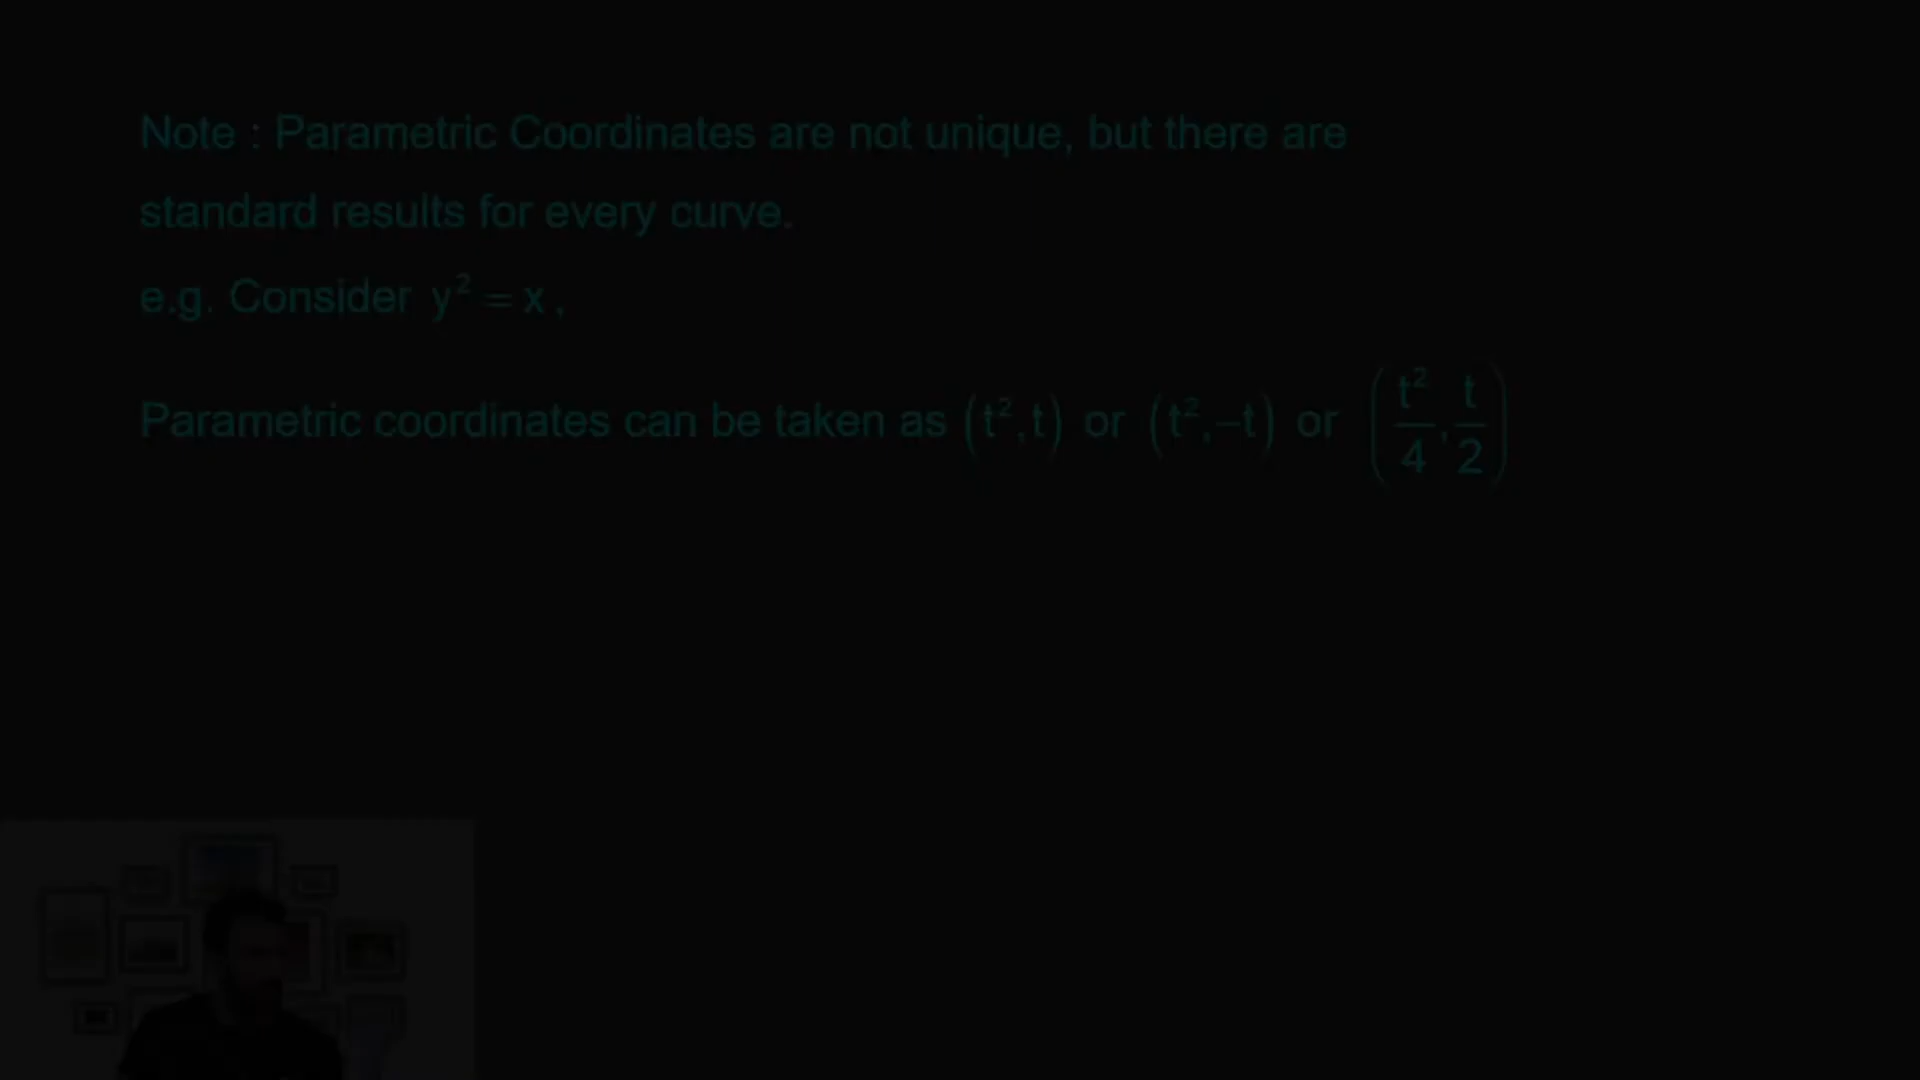 Note : Parametric Coordinates are not unique, but there are
standard results for every curve.
e.g. Consider y² = x ,
Parametric coordinates can be taken as (t²,t) or (t²,–t) or (t²/4, t/2)